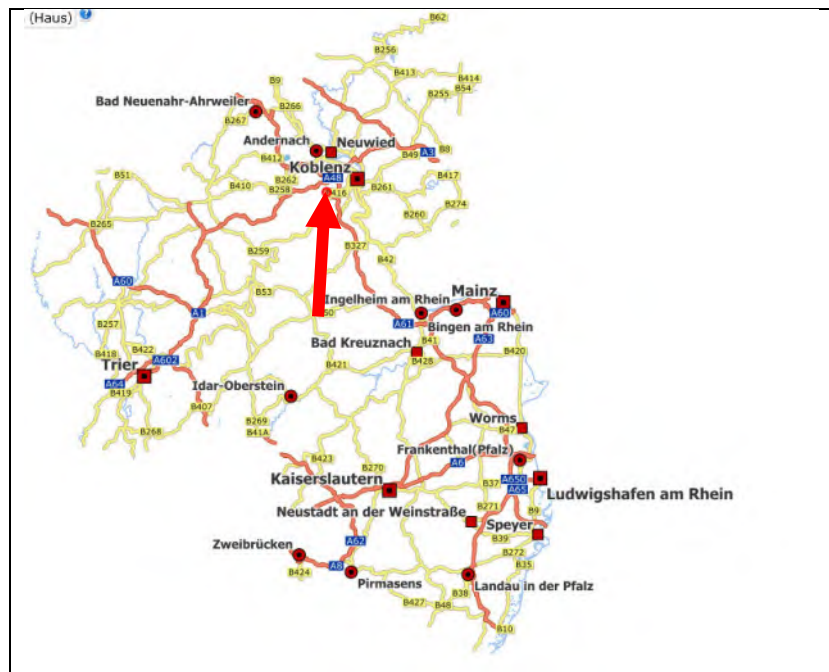 (Haus) ?
B62
B256
B413
B414
B9
B54
B255
Bad Neuenahr-Ahrweiler
B266
B267
Andernach
Neuwied
B8
A3
B49
B412
Koblenz
A48
B51
B262
B417
B410
B258
B416
B261
B274
B265
B260
B327
B259
B42
A60
B53
Ingelheim am Rhein
Mainz
A60
A1
B257
A61
Bingen am Rhein
A63
B41
Bad Kreuznach
B420
B418
B422
B428
A602
B421
Trier
A64
Idar-Oberstein
B419
B407
B269
Worms
B268
B41A
B47
Frankenthal(Pfalz)
B423
B270
A6
Kaiserslautern
B37
A650
A65
Ludwigshafen am Rhein
Neustadt an der Weinstraße
B271
B9
Speyer
A62
B39
Zweibrücken
B272
A8
B35
B424
Pirmasens
Landau in der Pfalz
B38
B427
B48
B10